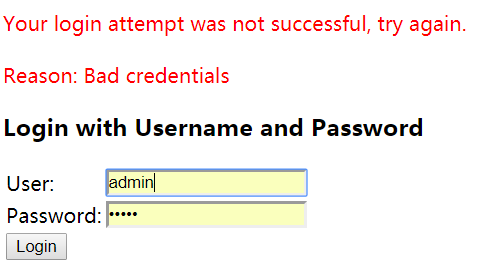 Your login attempt was not successful, try again.
Reason: Bad credentials
Login with Username and Password
User: admin
Password: •••••
Login